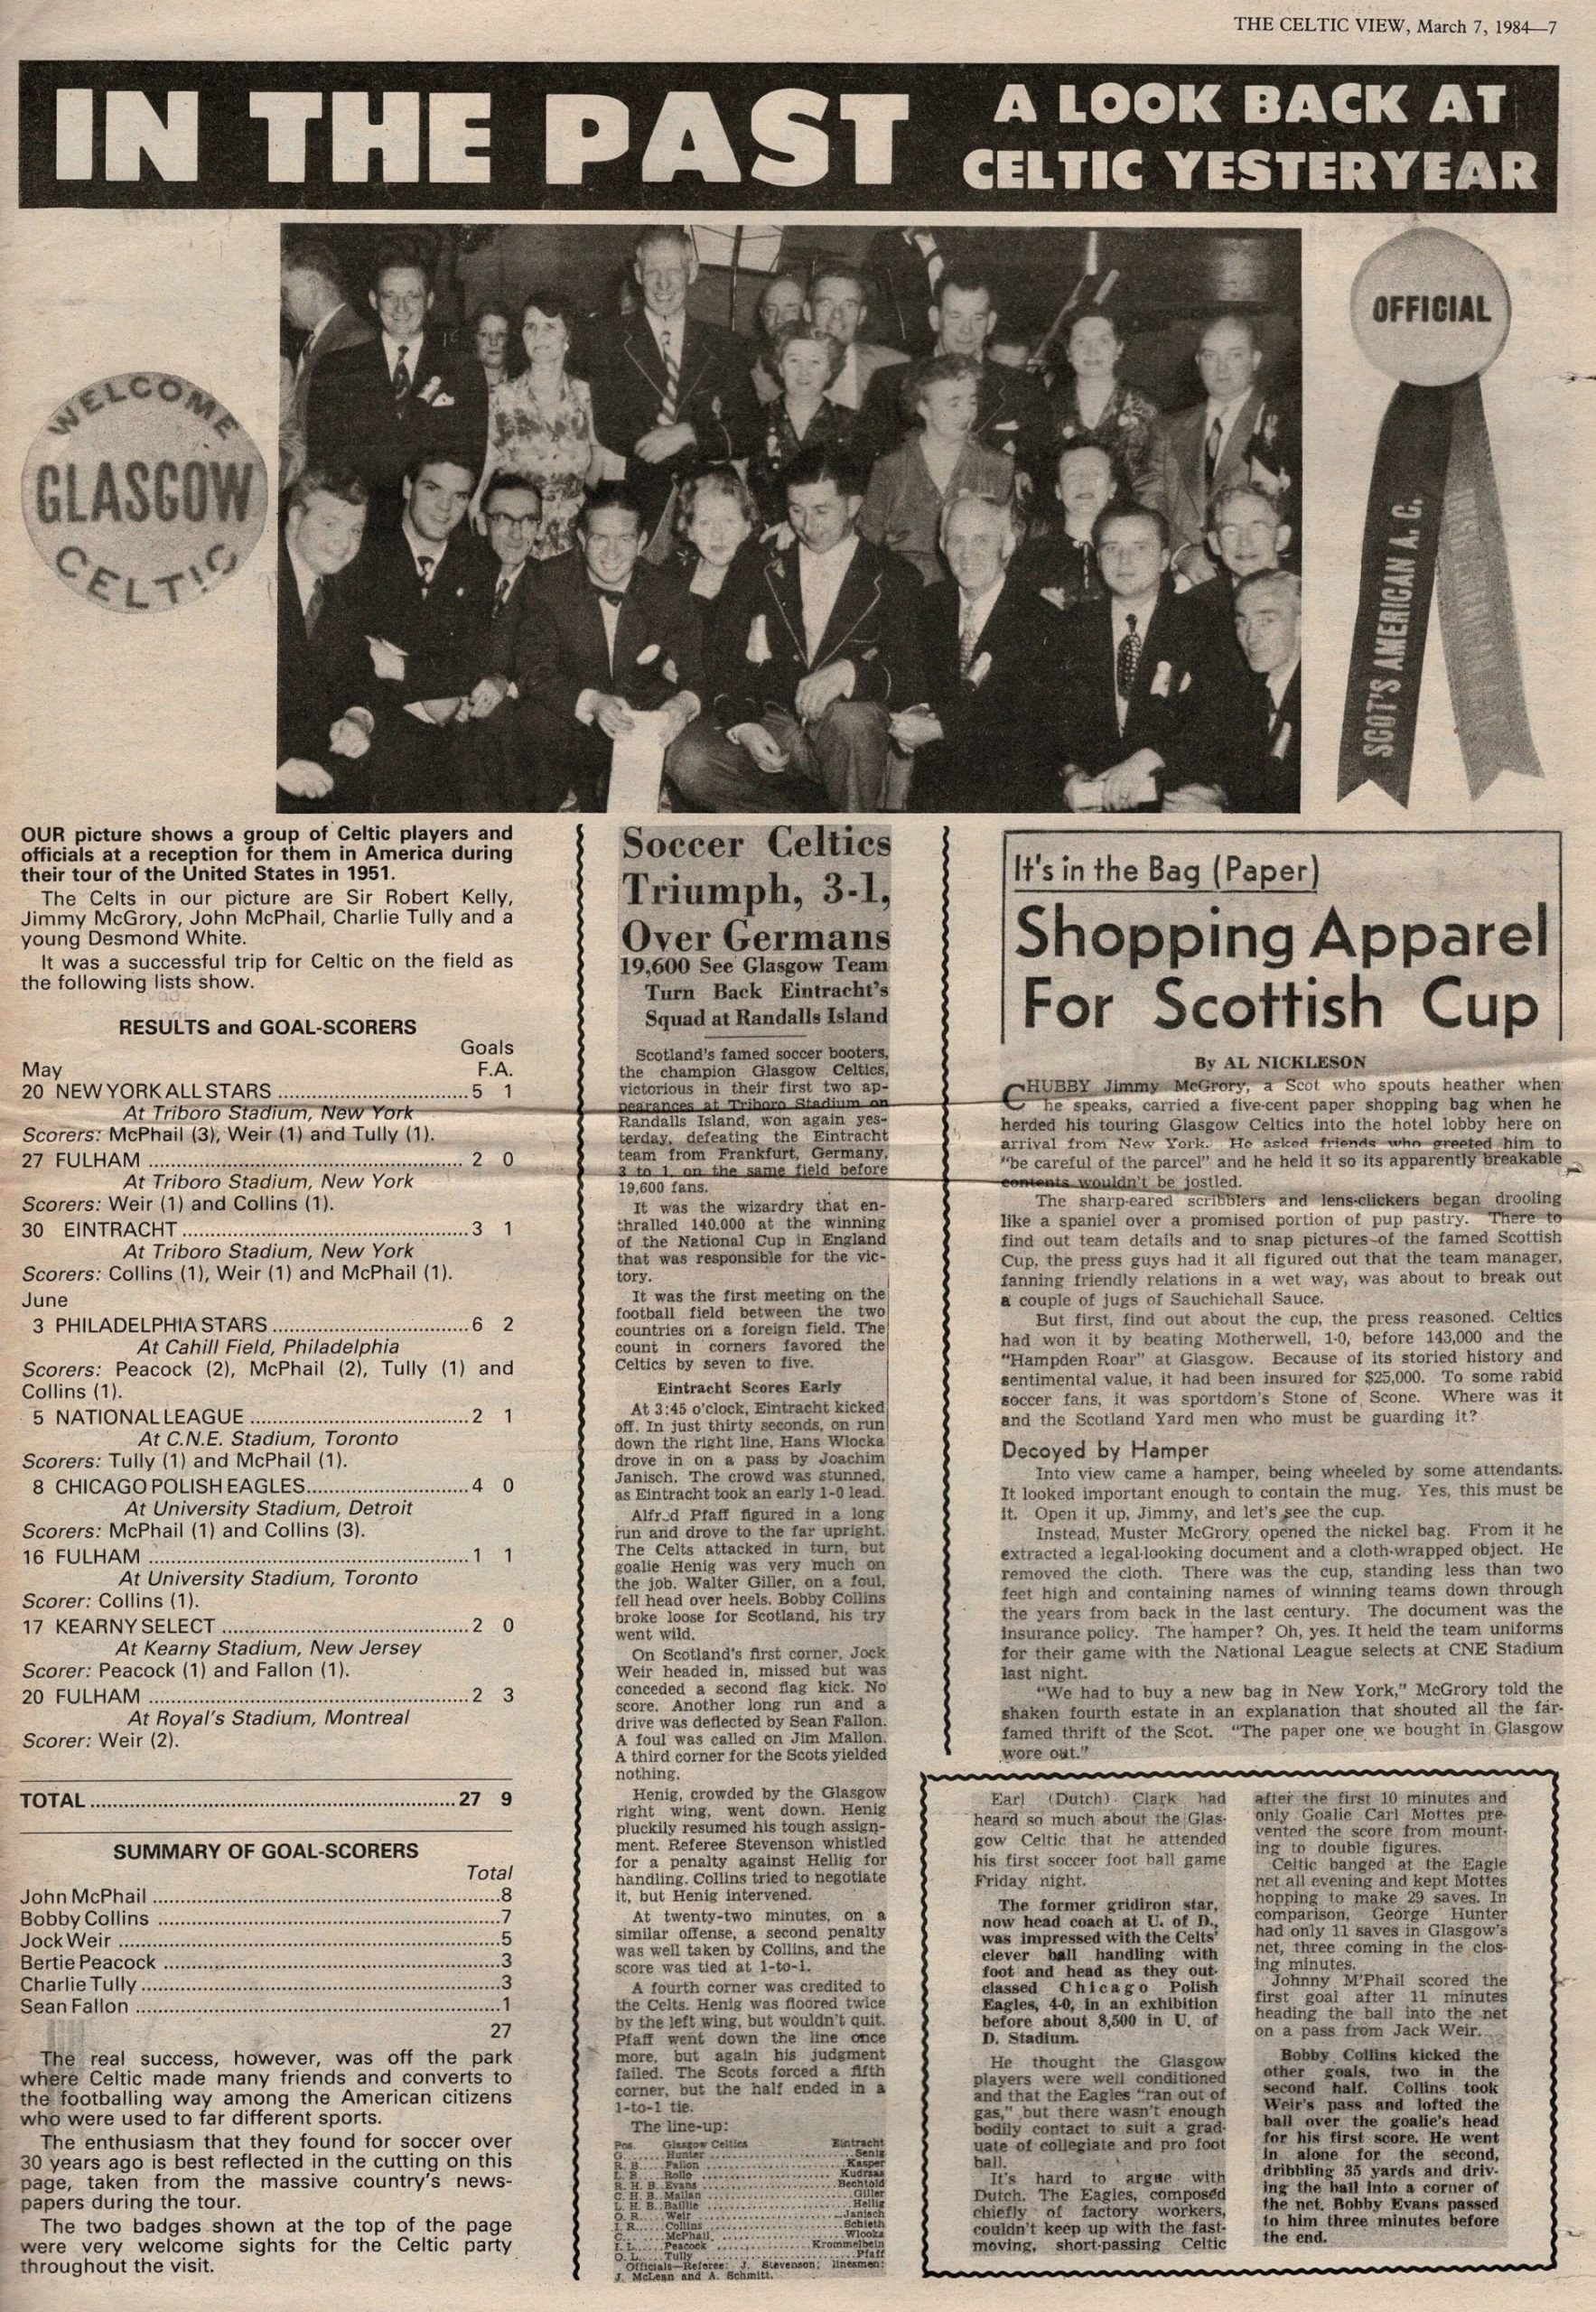 THE CELTIC VIEW, March 7, 1984—7
IN THE PAST
A LOOK BACK AT
CELTIC YESTERYEAR
WELCOME
GLASGOW
CELTIC
OFFICIAL
SCOT'S AMERICAN A. C.
OUR picture shows a group of Celtic players and
officials at a reception for them in America during
their tour of the United States in 1951.
The Celts in our picture are Sir Robert Kelly,
Jimmy McGrory, John McPhail, Charlie Tully and a
young Desmond White.
It was a successful trip for Celtic on the field as
the following lists show.
RESULTS and GOAL-SCORERS
Goals
May F.A.
20 NEW YORK ALL STARS ........ 5 1
At Triboro Stadium, New York
Scorers: McPhail (3), Weir (1) and Tully (1).
27 FULHAM ........ 2 0
At Triboro Stadium, New York
Scorers: Weir (1) and Collins (1).
30 EINTRACHT ........ 3 1
At Triboro Stadium, New York
Scorers: Collins (1), Weir (1) and McPhail (1).
June
3 PHILADELPHIA STARS ........ 6 2
At Cahill Field, Philadelphia
Scorers: Peacock (2), McPhail (2), Tully (1) and
Collins (1).
5 NATIONAL LEAGUE ........ 2 1
At C.N.E. Stadium, Toronto
Scorers: Tully (1) and McPhail (1).
8 CHICAGO POLISH EAGLES ........ 4 0
At University Stadium, Detroit
Scorers: McPhail (1) and Collins (3).
16 FULHAM ........ 1 1
At University Stadium, Toronto
Scorer: Collins (1).
17 KEARNY SELECT ........ 2 0
At Kearny Stadium, New Jersey
Scorer: Peacock (1) and Fallon (1).
20 FULHAM ........ 2 3
At Royal's Stadium, Montreal
Scorer: Weir (2).
TOTAL ........ 27 9
SUMMARY OF GOAL-SCORERS
Total
John McPhail ........ 8
Bobby Collins ........ 7
Jock Weir ........ 5
Bertie Peacock ........ 3
Charlie Tully ........ 3
Sean Fallon ........ 1
27
The real success, however, was off the park
where Celtic made many friends and converts to
the footballing way among the American citizens
who were used to far different sports.
The enthusiasm that they found for soccer over
30 years ago is best reflected in the cutting on this
page, taken from the massive country's news-
papers during the tour.
The two badges shown at the top of the page
were very welcome sights for the Celtic party
throughout the visit.
Soccer Celtics
Triumph, 3-1,
Over Germans
19,600 See Glasgow Team
Turn Back Eintracht's
Squad at Randalls Island
Scotland's famed soccer booters,
the champion Glasgow Celtics,
victorious in their first two ap-
pearances at Triboro Stadium on
Randalls Island, won again yes-
terday, defeating the Eintracht
team from Frankfurt, Germany,
3 to 1, on the same field before
19,600 fans.
It was the wizardry that en-
thralled 140.000 at the winning
of the National Cup in England
that was responsible for the vic-
tory.
It was the first meeting on the
football field between the two
countries on a foreign field. The
count in corners favored the
Celtics by seven to five.
Eintracht Scores Early
At 3:45 o'clock, Eintracht kicked
off. In just thirty seconds, on run
down the right line, Hans Wlocka
drove in on a pass by Joachim
Janisch. The crowd was stunned,
as Eintracht took an early 1-0 lead.
Alfred Pfaff figured in a long
run and drove to the far upright.
The Celts attacked in turn, but
goalie Henig was very much on
the job. Walter Giller, on a foul,
fell head over heels. Bobby Collins
broke loose for Scotland, his try
went wild.
On Scotland's first corner, Jock
Weir headed in, missed but was
conceded a second flag kick. No
score. Another long run and a
drive was deflected by Sean Fallon.
A foul was called on Jim Mallon.
A third corner for the Scots yielded
nothing.
Henig, crowded by the Glasgow
right wing, went down. Henig
pluckily resumed his tough assign-
ment. Referee Stevenson whistled
for a penalty against Hellig for
handling. Collins tried to negotiate
it, but Henig intervened.
At twenty-two minutes, on a
similar offense, a second penalty
was well taken by Collins, and the
score was tied at 1-to-1.
A fourth corner was credited to
the Celts. Henig was floored twice
by the left wing, but wouldn't quit.
Pfaff went down the line once
more, but again his judgment
failed. The Scots forced a fifth
corner, but the half ended in a
1-to-1 tie.
The line-up:
Pos. Glasgow Celtics Eintracht
G. ...... Hunter ........ Senig
R. B. ... Fallon ........ Kasper
L. B. ... Rollo ........ Kudrsas
R. H. B. Evans ........ Bechtold
C. H. B. Mallan ........ Giller
L. H. B. Baillie ........ Hellig
O. R. ... Weir ........ Janisch
I. R. ... Collins ........ Schieth
C. ...... McPhail ........ Wlooka
I. L. ... Peacock ........ Krommelbein
O. L. ... Tully ........ Pfaff
Officials—Referee: J. Stevenson; linesmen:
J. McLean and A. Schmitt.
It's in the Bag (Paper)
Shopping Apparel
For Scottish Cup
By AL NICKLESON
CHUBBY Jimmy McGrory, a Scot who spouts heather when
he speaks, carried a five-cent paper shopping bag when he
herded his touring Glasgow Celtics into the hotel lobby here on
arrival from New York. He asked friends who greeted him to
"be careful of the parcel" and he held it so its apparently breakable
contents wouldn't be jostled.
The sharp-eared scribblers and lens-clickers began drooling
like a spaniel over a promised portion of pup pastry. There to
find out team details and to snap pictures of the famed Scottish
Cup, the press guys had it all figured out that the team manager,
fanning friendly relations in a wet way, was about to break out
a couple of jugs of Sauchiehall Sauce.
But first, find out about the cup, the press reasoned. Celtics
had won it by beating Motherwell, 1-0, before 143,000 and the
"Hampden Roar" at Glasgow. Because of its storied history and
sentimental value, it had been insured for $25,000. To some rabid
soccer fans, it was sportdom's Stone of Scone. Where was it
and the Scotland Yard men who must be guarding it?
Decoyed by Hamper
Into view came a hamper, being wheeled by some attendants.
It looked important enough to contain the mug. Yes, this must be
it. Open it up, Jimmy, and let's see the cup.
Instead, Muster McGrory opened the nickel bag. From it he
extracted a legal-looking document and a cloth-wrapped object. He
removed the cloth. There was the cup, standing less than two
feet high and containing names of winning teams down through
the years from back in the last century. The document was the
insurance policy. The hamper? Oh, yes. It held the team uniforms
for their game with the National League selects at CNE Stadium
last night.
"We had to buy a new bag in New York," McGrory told the
shaken fourth estate in an explanation that shouted all the far-
famed thrift of the Scot. "The paper one we bought in Glasgow
wore out."
Earl (Dutch) Clark had
heard so much about the Glas-
gow Celtic that he attended
his first soccer foot ball game
Friday night.
The former gridiron star,
now head coach at U. of D.,
was impressed with the Celts'
clever ball handling with
foot and head as they out-
classed Chicago Polish
Eagles, 4-0, in an exhibition
before about 8,500 in U. of
D. Stadium.
He thought the Glasgow
players were well conditioned
and that the Eagles "ran out of
gas," but there wasn't enough
bodily contact to suit a grad-
uate of collegiate and pro foot
ball.
It's hard to argue with
Dutch. The Eagles, composed
chiefly of factory workers,
couldn't keep up with the fast-
moving, short-passing Celtic
after the first 10 minutes and
only Goalie Carl Mottes pre-
vented the score from mount-
ing to double figures.
Celtic banged at the Eagle
net all evening and kept Mottes
hopping to make 29 saves. In
comparison, George Hunter
had only 11 saves in Glasgow's
net, three coming in the clos-
ing minutes.
Johnny M'Phail scored the
first goal after 11 minutes
heading the ball into the net
on a pass from Jack Weir.
Bobby Collins kicked the
other goals, two in the
second half. Collins took
Weir's pass and lofted the
ball over the goalie's head
for his first score. He went
in alone for the second,
dribbling 35 yards and driv-
ing the ball into a corner of
the net. Bobby Evans passed
to him three minutes before
the end.